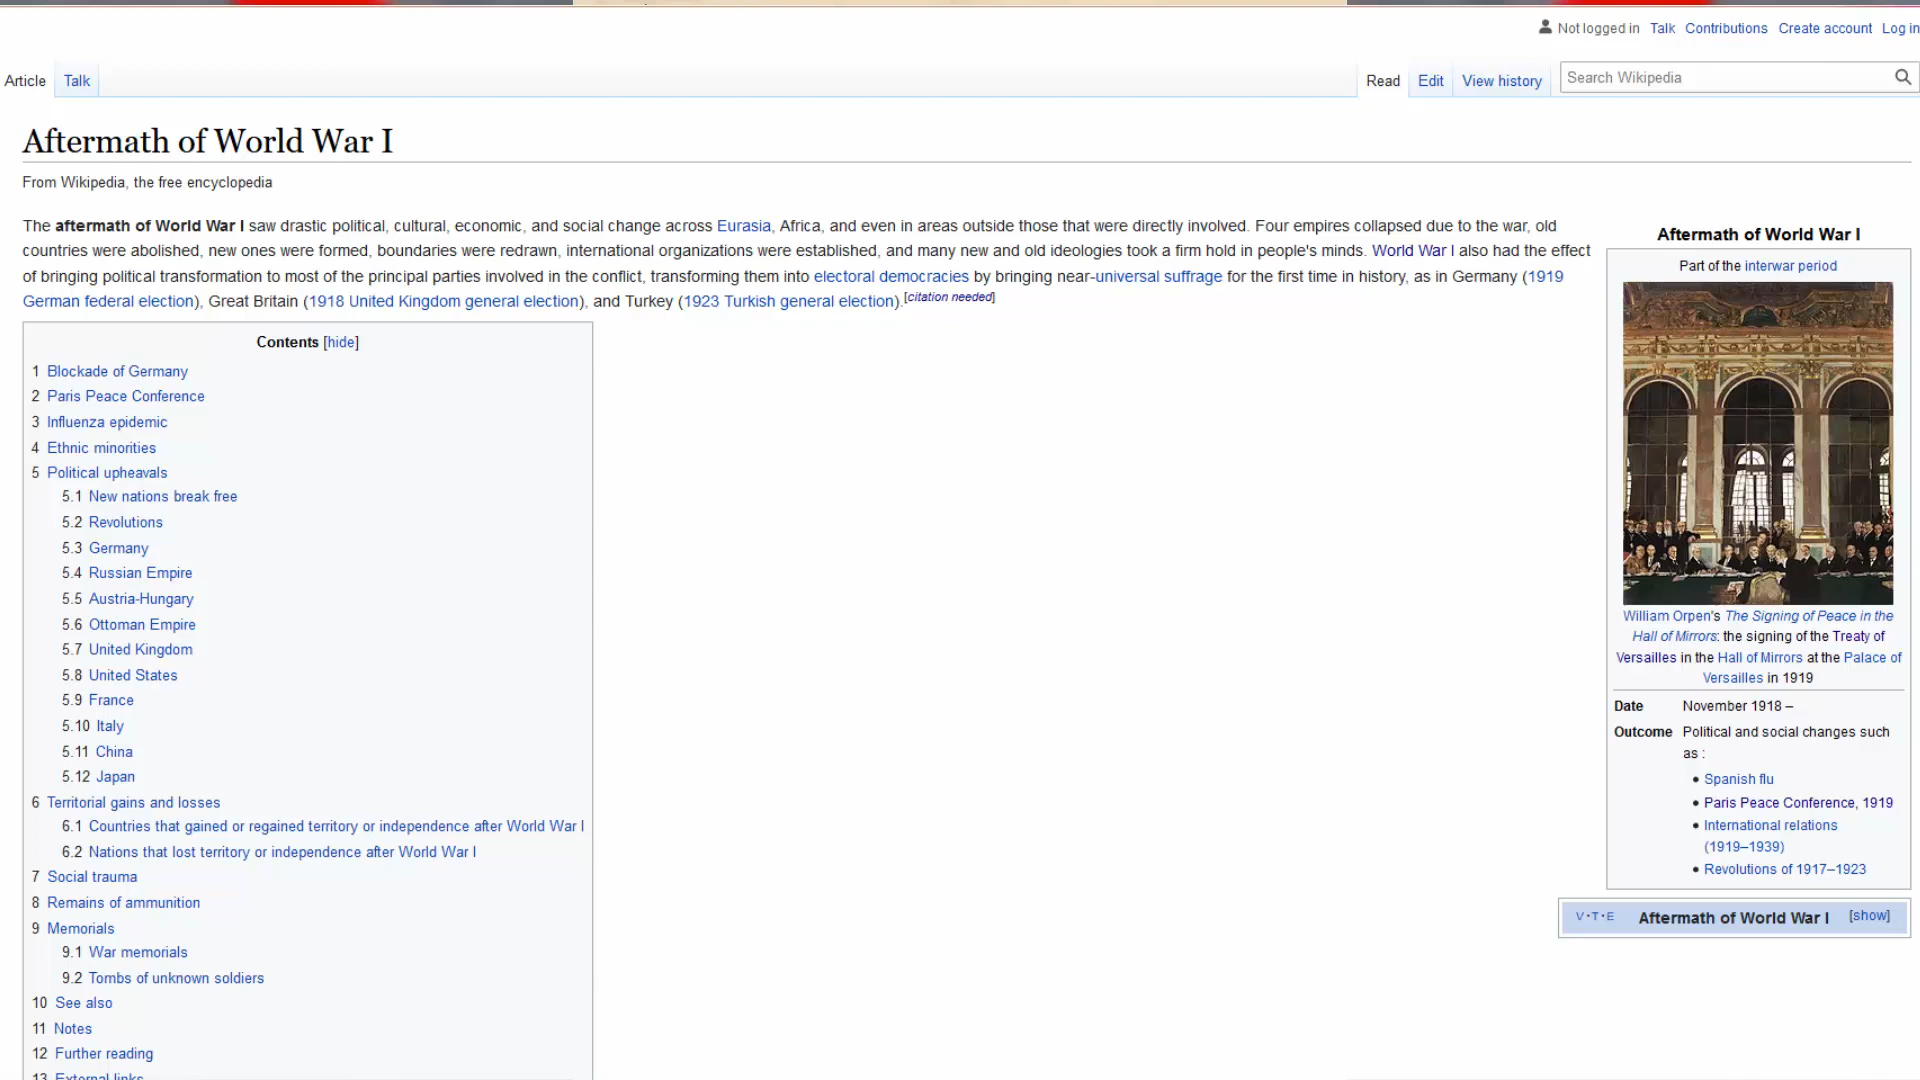 Not logged in Talk Contributions Create account Log in
Article Talk Read Edit View history Search Wikipedia
Aftermath of World War I
From Wikipedia, the free encyclopedia
The aftermath of World War I saw drastic political, cultural, economic, and social change across Eurasia, Africa, and even in areas outside those that were directly involved. Four empires collapsed due to the war, old
countries were abolished, new ones were formed, boundaries were redrawn, international organizations were established, and many new and old ideologies took a firm hold in people's minds. World War I also had the effect
of bringing political transformation to most of the principal parties involved in the conflict, transforming them into electoral democracies by bringing near-universal suffrage for the first time in history, as in Germany (1919
German federal election), Great Britain (1918 United Kingdom general election), and Turkey (1923 Turkish general election).[citation needed]
Contents [hide]
1 Blockade of Germany
2 Paris Peace Conference
3 Influenza epidemic
4 Ethnic minorities
5 Political upheavals
5.1 New nations break free
5.2 Revolutions
5.3 Germany
5.4 Russian Empire
5.5 Austria-Hungary
5.6 Ottoman Empire
5.7 United Kingdom
5.8 United States
5.9 France
5.10 Italy
5.11 China
5.12 Japan
6 Territorial gains and losses
6.1 Countries that gained or regained territory or independence after World War I
6.2 Nations that lost territory or independence after World War I
7 Social trauma
8 Remains of ammunition
9 Memorials
9.1 War memorials
9.2 Tombs of unknown soldiers
10 See also
11 Notes
12 Further reading
13 External links
Aftermath of World War I
Part of the interwar period
William Orpen's The Signing of Peace in the
Hall of Mirrors: the signing of the Treaty of
Versailles in the Hall of Mirrors at the Palace of
Versailles in 1919
Date November 1918 –
Outcome Political and social changes such
as :
• Spanish flu
• Paris Peace Conference, 1919
• International relations
(1919–1939)
• Revolutions of 1917–1923
V·T·E Aftermath of World War I [show]